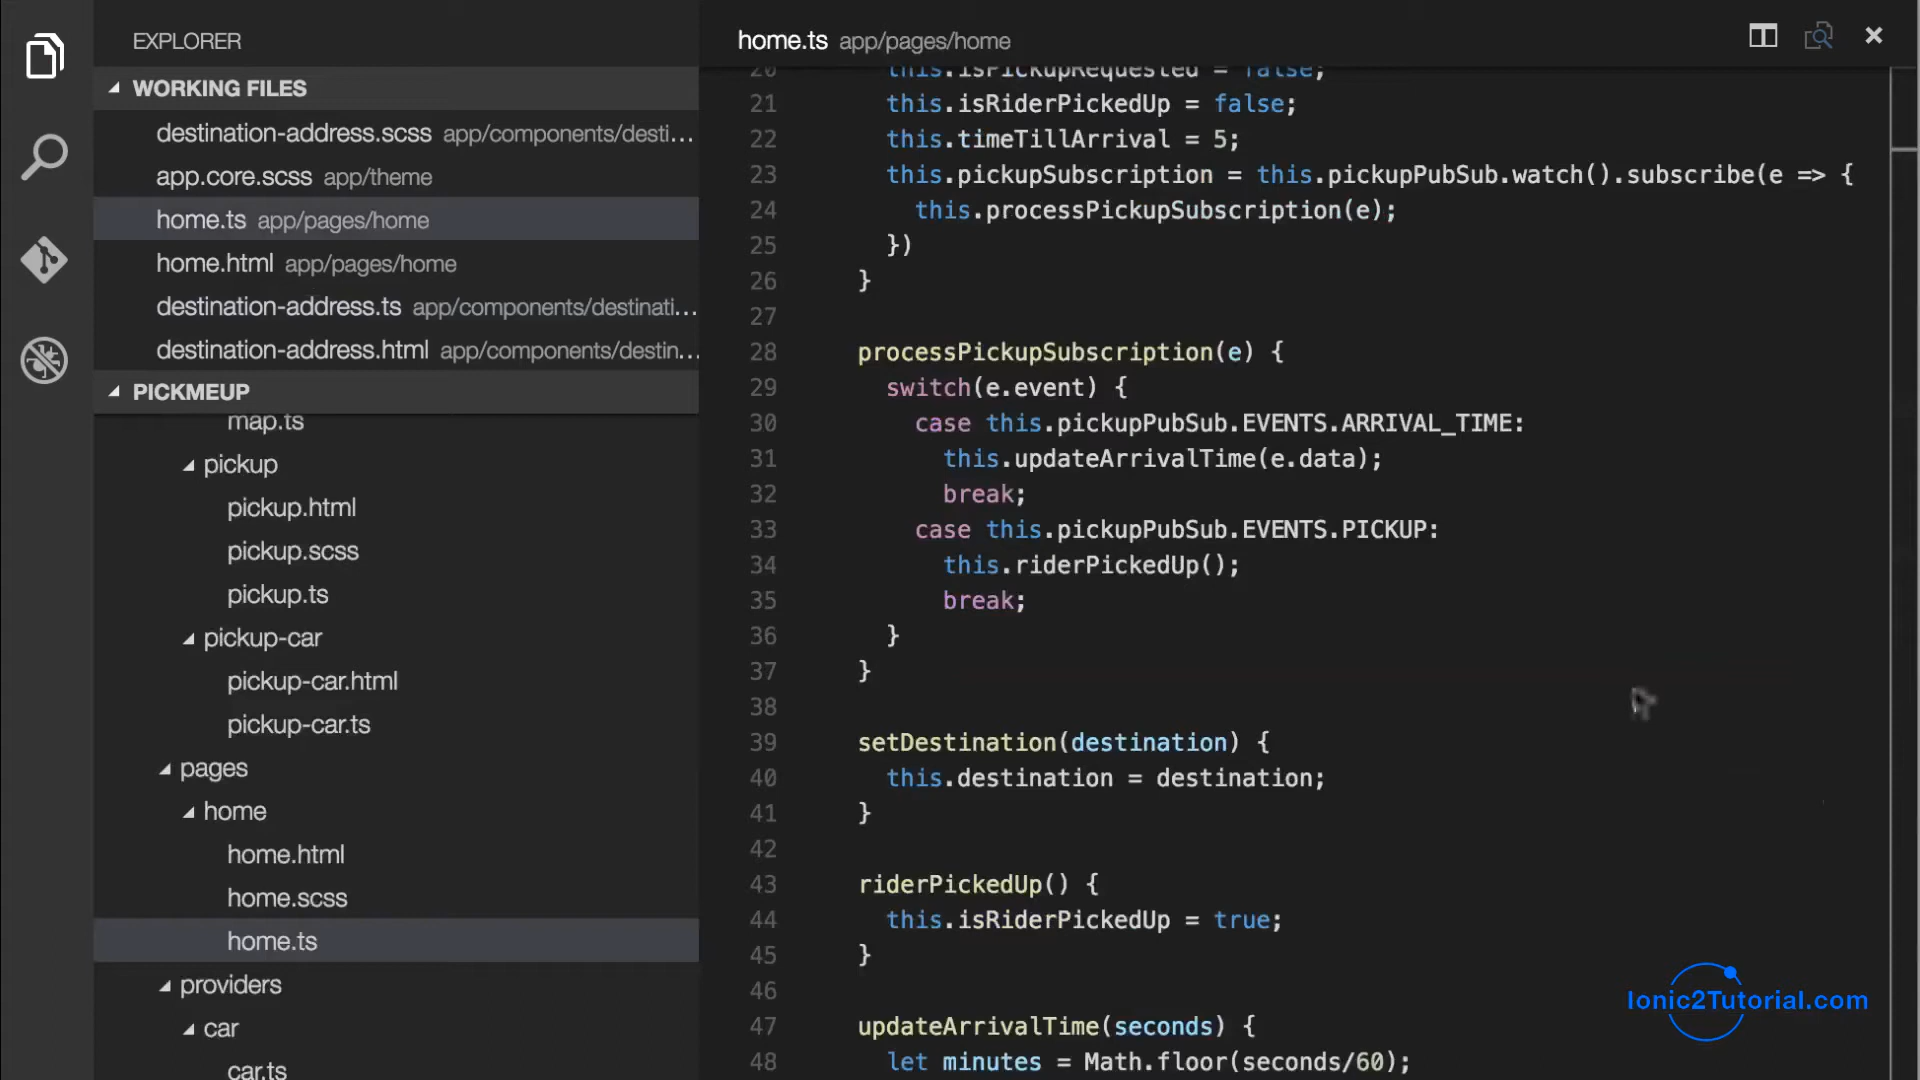 EXPLORER
WORKING FILES
destination-address.scss app/components/desti...
app.core.scss app/theme
home.ts app/pages/home
home.html app/pages/home
destination-address.ts app/components/destinati...
destination-address.html app/components/destin...
PICKMEUP
map.ts
pickup
pickup.html
pickup.scss
pickup.ts
pickup-car
pickup-car.html
pickup-car.ts
pages
home
home.html
home.scss
home.ts
providers
car
car.ts
home.ts app/pages/home
20 this.isPickupRequested = false;
21 this.isRiderPickedUp = false;
22 this.timeTillArrival = 5;
23 this.pickupSubscription = this.pickupPubSub.watch().subscribe(e => {
24 this.processPickupSubscription(e);
25 })
26 }
27
28 processPickupSubscription(e) {
29 switch(e.event) {
30 case this.pickupPubSub.EVENTS.ARRIVAL_TIME:
31 this.updateArrivalTime(e.data);
32 break;
33 case this.pickupPubSub.EVENTS.PICKUP:
34 this.riderPickedUp();
35 break;
36 }
37 }
38
39 setDestination(destination) {
40 this.destination = destination;
41 }
42
43 riderPickedUp() {
44 this.isRiderPickedUp = true;
45 }
46
47 updateArrivalTime(seconds) {
48 let minutes = Math.floor(seconds/60);
Ionic2Tutorial.com